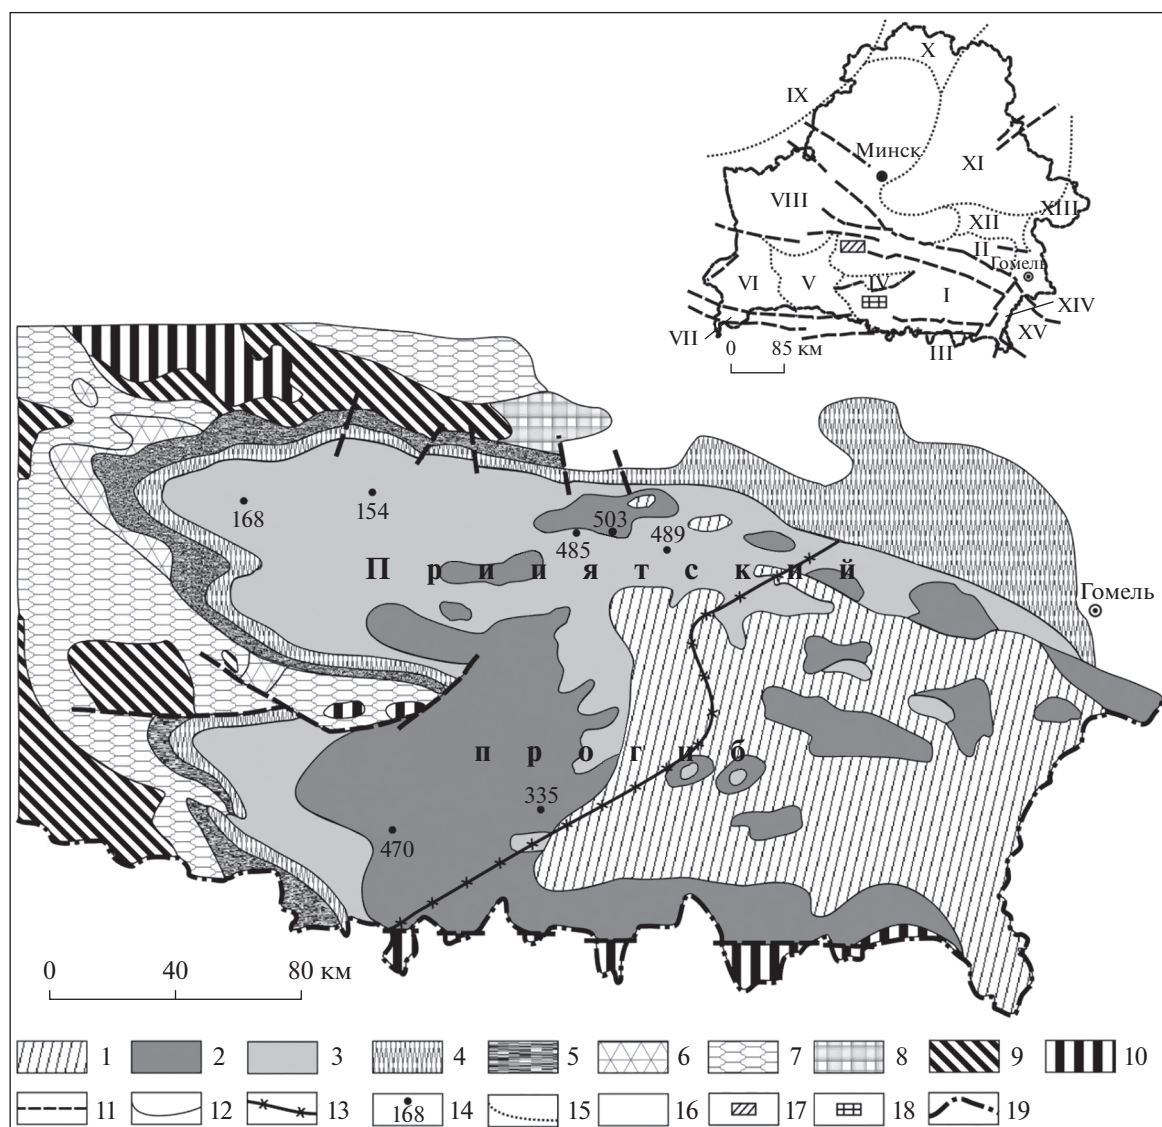 X
IX
Минск
XI
VIII
XII
XIII
II
Гомель
VI
V
IV
I
XIV
VII
XV
III
0 85 км
168
154
503
485
489
Припятский
Гомель
прогиб
335
470
0 40 80 км
1 2 3 4 5 6 7 8 9 10
11 12 13 168 14 15 16 17 18 19